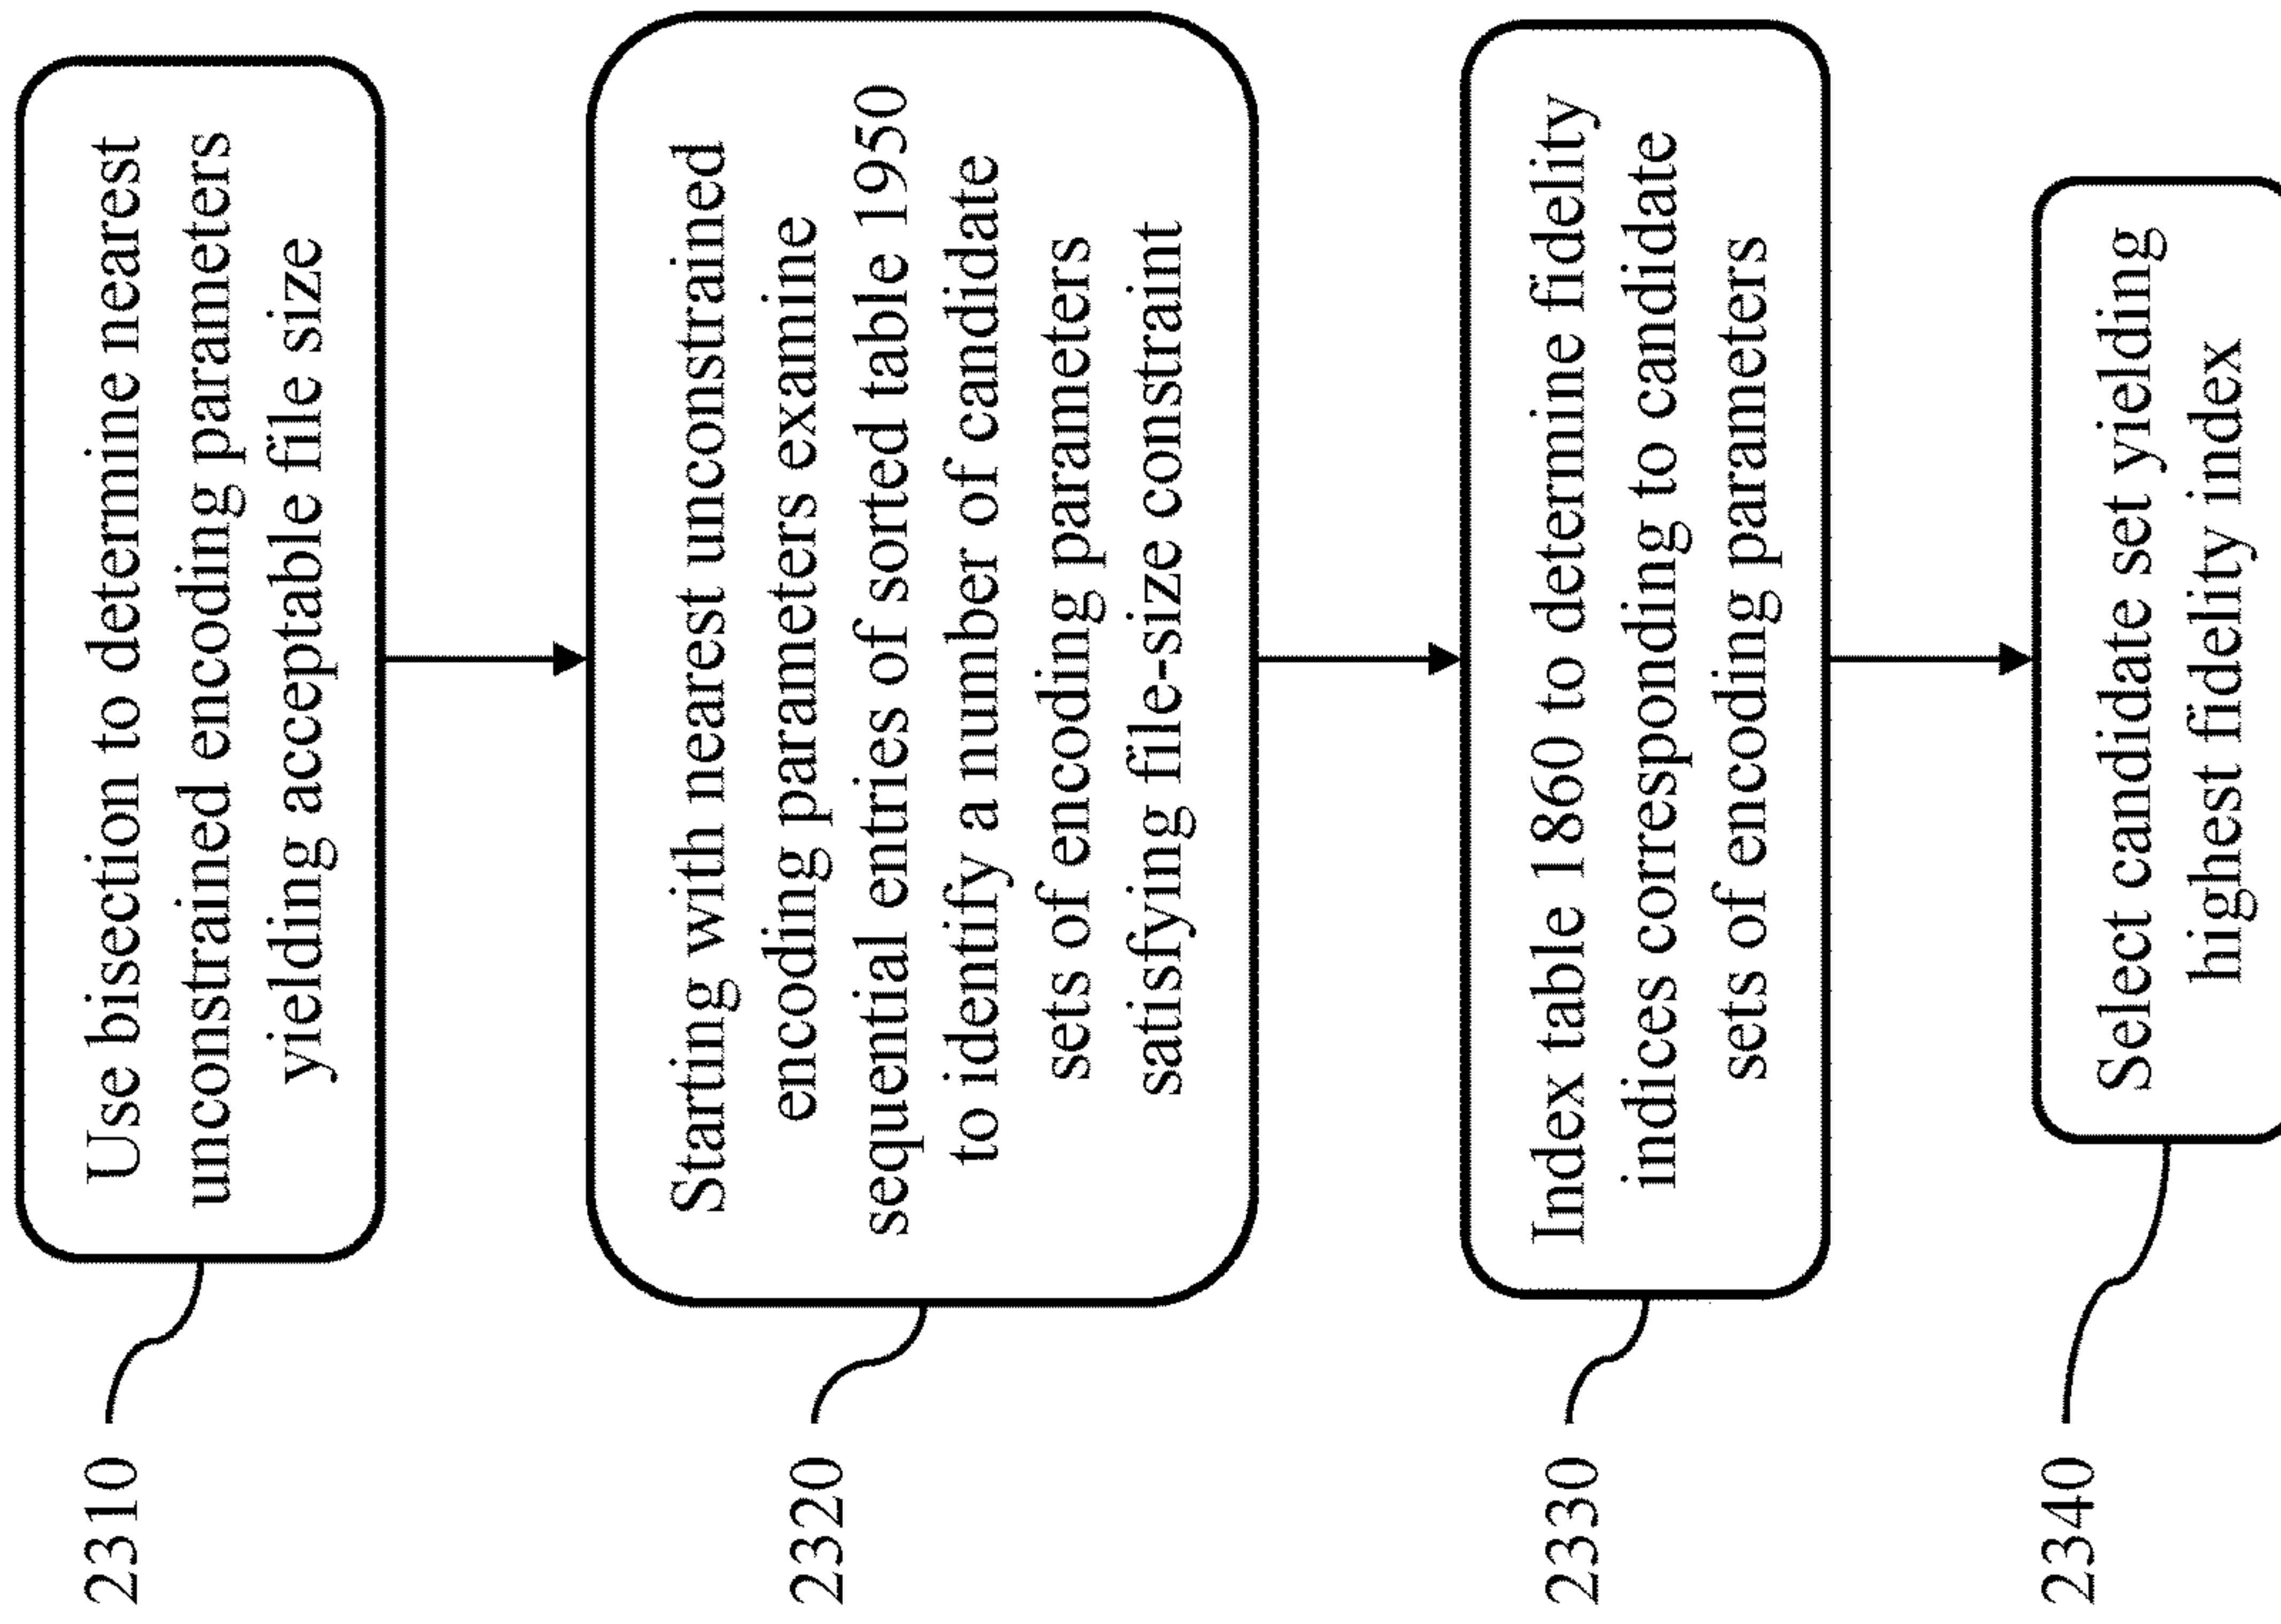 2310
Use bisection to determine nearest
unconstrained encoding parameters
yielding acceptable file size
2320
Starting with nearest unconstrained
encoding parameters examine
sequential entries of sorted table 1950
to identify a number of candidate
sets of encoding parameters
satisfying file-size constraint
2330
Index table 1860 to determine fidelity
indices corresponding to candidate
sets of encoding parameters
2340
Select candidate set yielding
highest fidelity index